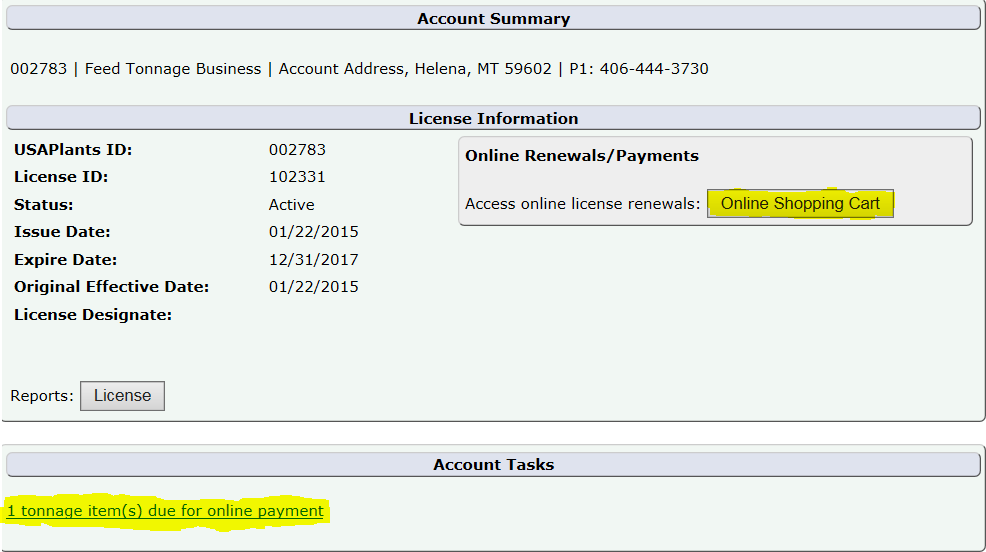 Account Summary
002783 | Feed Tonnage Business | Account Address, Helena, MT 59602 | P1: 406-444-3730
License Information
USAPlants ID: 002783
License ID: 102331
Status: Active
Issue Date: 01/22/2015
Expire Date: 12/31/2017
Original Effective Date: 01/22/2015
License Designate:
Online Renewals/Payments
Access online license renewals: Online Shopping Cart
Reports: License
Account Tasks
1 tonnage item(s) due for online payment